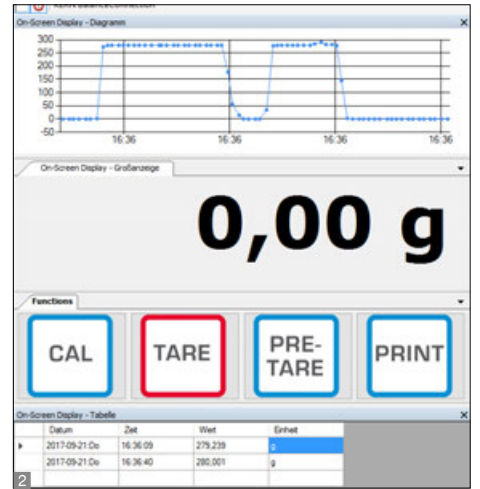 KERN BalanceConnection
On-Screen Display - Diagramm
300
250
200
150
100
50
0
-50
16:36 16:36 16:36 16:36
On-Screen Display - Großanzeige
0,00 g
Functions
CAL TARE PRE-TARE PRINT
On-Screen Display - Tabelle
Datum Zeit Wert Einheit
2017-09-21:Do 16:36:09 279,239 g
2017-09-21:Do 16:36:40 280,001 g
2